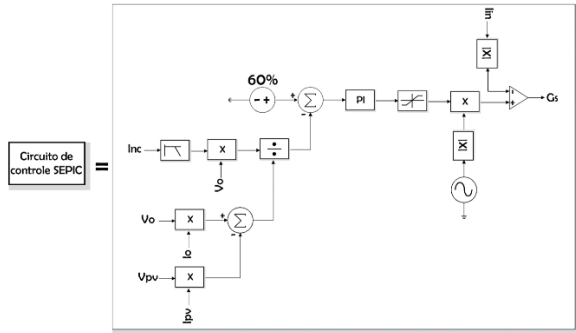 Iin
|X|
60%
- +
+
Σ
-
PI
X
-
+
Gs
|X|
Circuito de
controle SEPIC
=
Inc
X
÷
Vo
Vo
X
+
Σ
-
Io
Vpv
X
Ipv